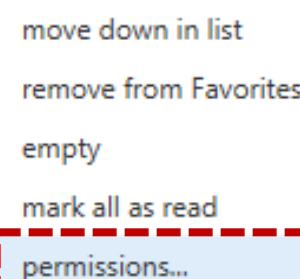 move down in list
remove from Favorites
empty
mark all as read
permissions...